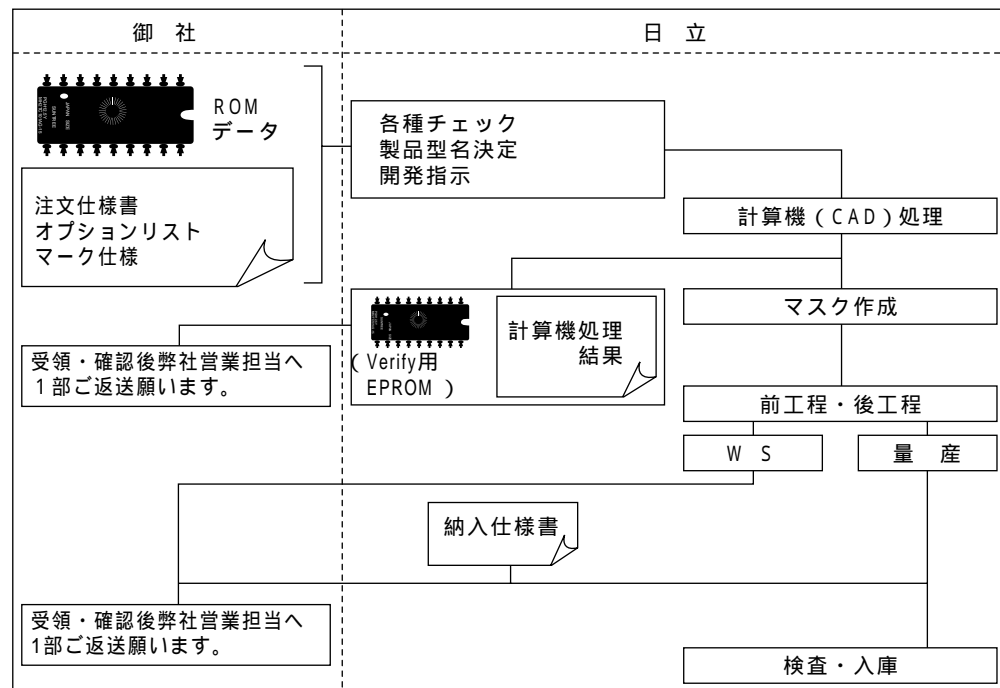 御 社
日 立
ROM
データ
注文仕様書
オプションリスト
マーク仕様
各種チェック
製品型名決定
開発指示
計算機（CAD）処理
マスク作成
(Verify用
EPROM )
計算機処理
結果
受領・確認後弊社営業担当へ
1部ご返送願います。
前工程・後工程
W S
量 産
納入仕様書
受領・確認後弊社営業担当へ
1部ご返送願います。
検査・入庫